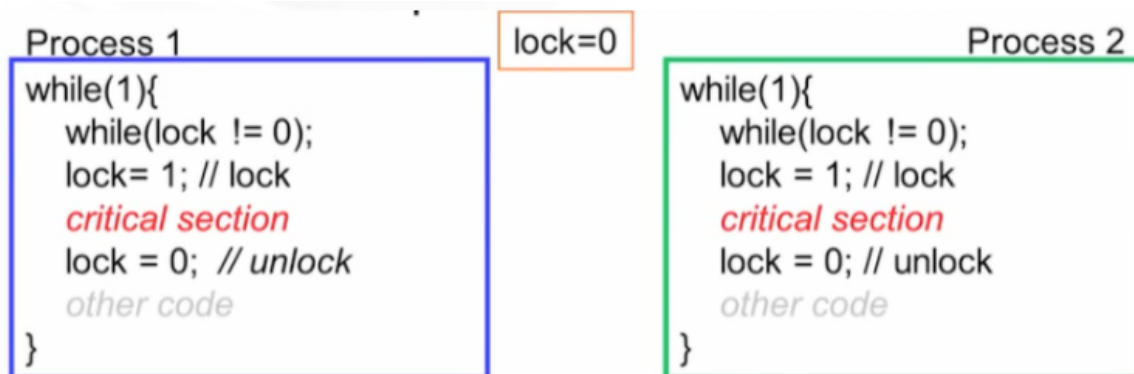 Process 1
while(1){
while(lock != 0);
lock= 1; // lock
critical section
lock = 0; // unlock
other code
}
lock=0
Process 2
while(1){
while(lock != 0);
lock = 1; // lock
critical section
lock = 0; // unlock
other code
}